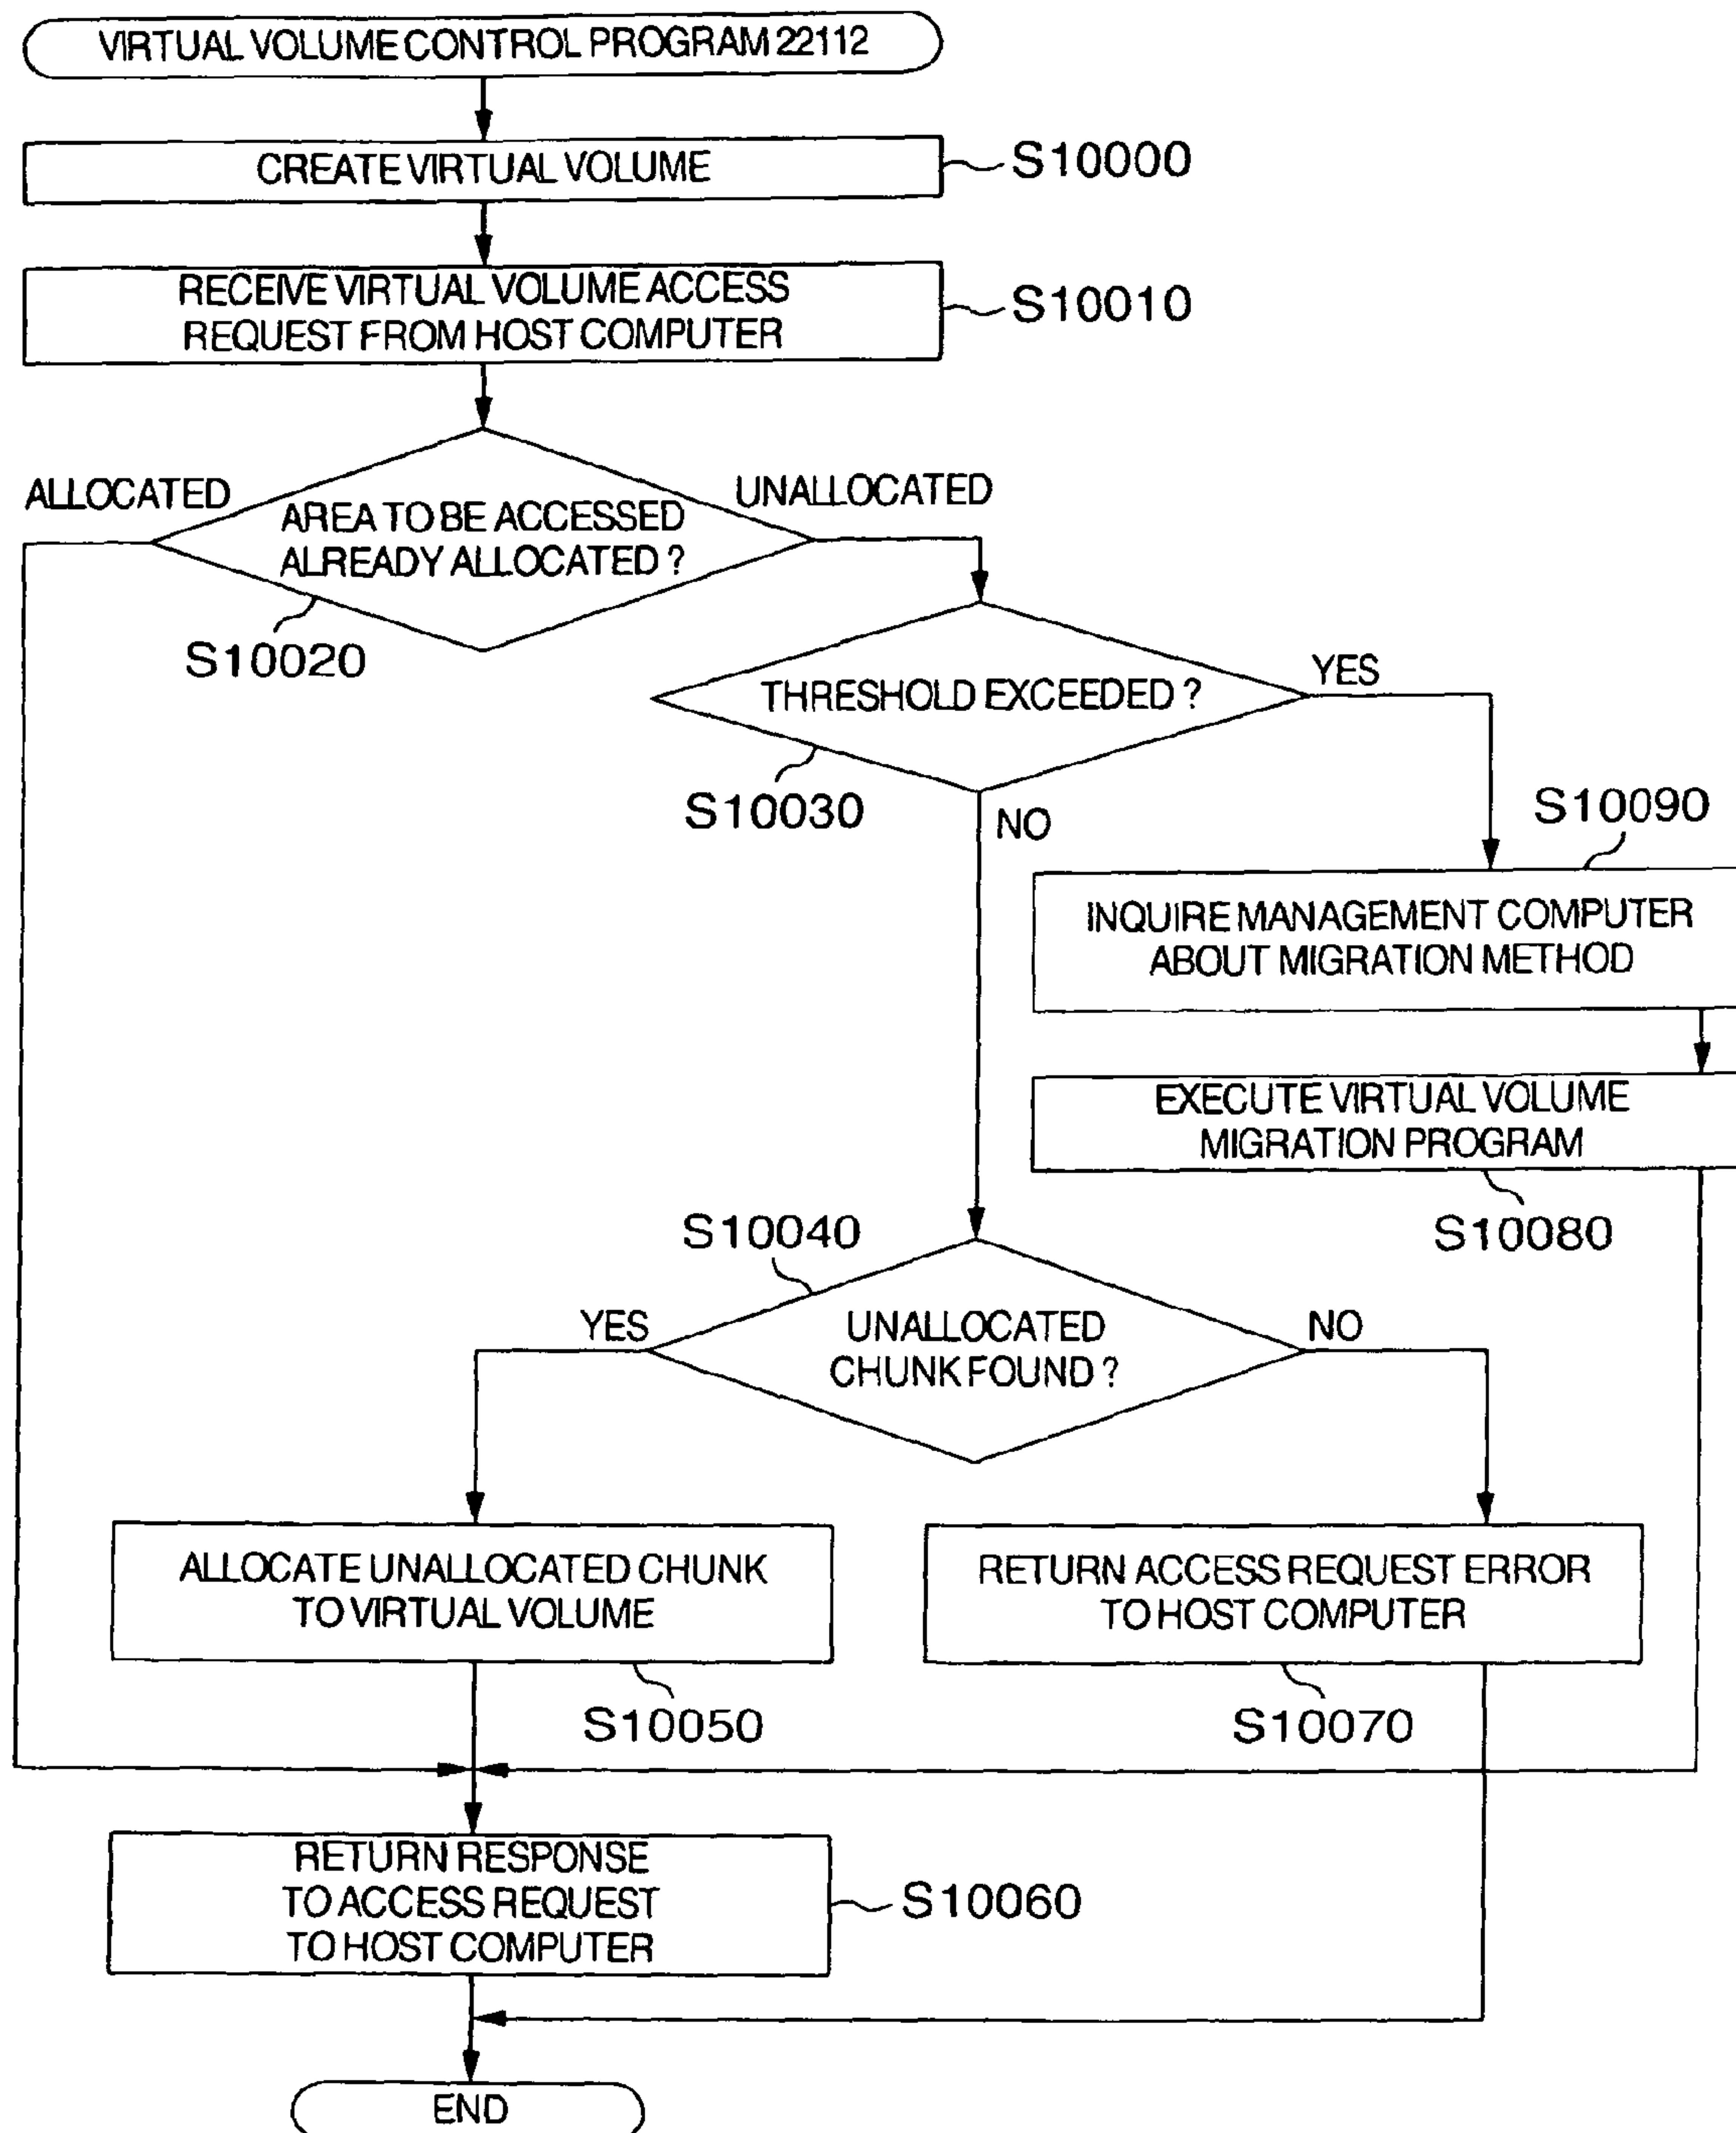 VIRTUAL VOLUME CONTROL PROGRAM 22112
CREATE VIRTUAL VOLUME
S10000
RECEIVE VIRTUAL VOLUME ACCESS
REQUEST FROM HOST COMPUTER
S10010
ALLOCATED
UNALLOCATED
AREA TO BE ACCESSED
ALREADY ALLOCATED ?
S10020
THRESHOLD EXCEEDED ?
YES
S10030
NO
S10090
INQUIRE MANAGEMENT COMPUTER
ABOUT MIGRATION METHOD
EXECUTE VIRTUAL VOLUME
MIGRATION PROGRAM
S10080
S10040
YES
UNALLOCATED
CHUNK FOUND ?
NO
ALLOCATE UNALLOCATED CHUNK
TO VIRTUAL VOLUME
S10050
RETURN ACCESS REQUEST ERROR
TO HOST COMPUTER
S10070
RETURN RESPONSE
TO ACCESS REQUEST
TO HOST COMPUTER
S10060
END